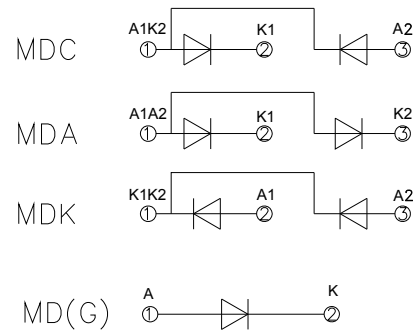 A1K2 K1 A2
MDC ① ② ③
A1A2 K1 K2
MDA ① ② ③
K1K2 A1 A2
MDK ① ② ③
A K
MD(G) ① ②